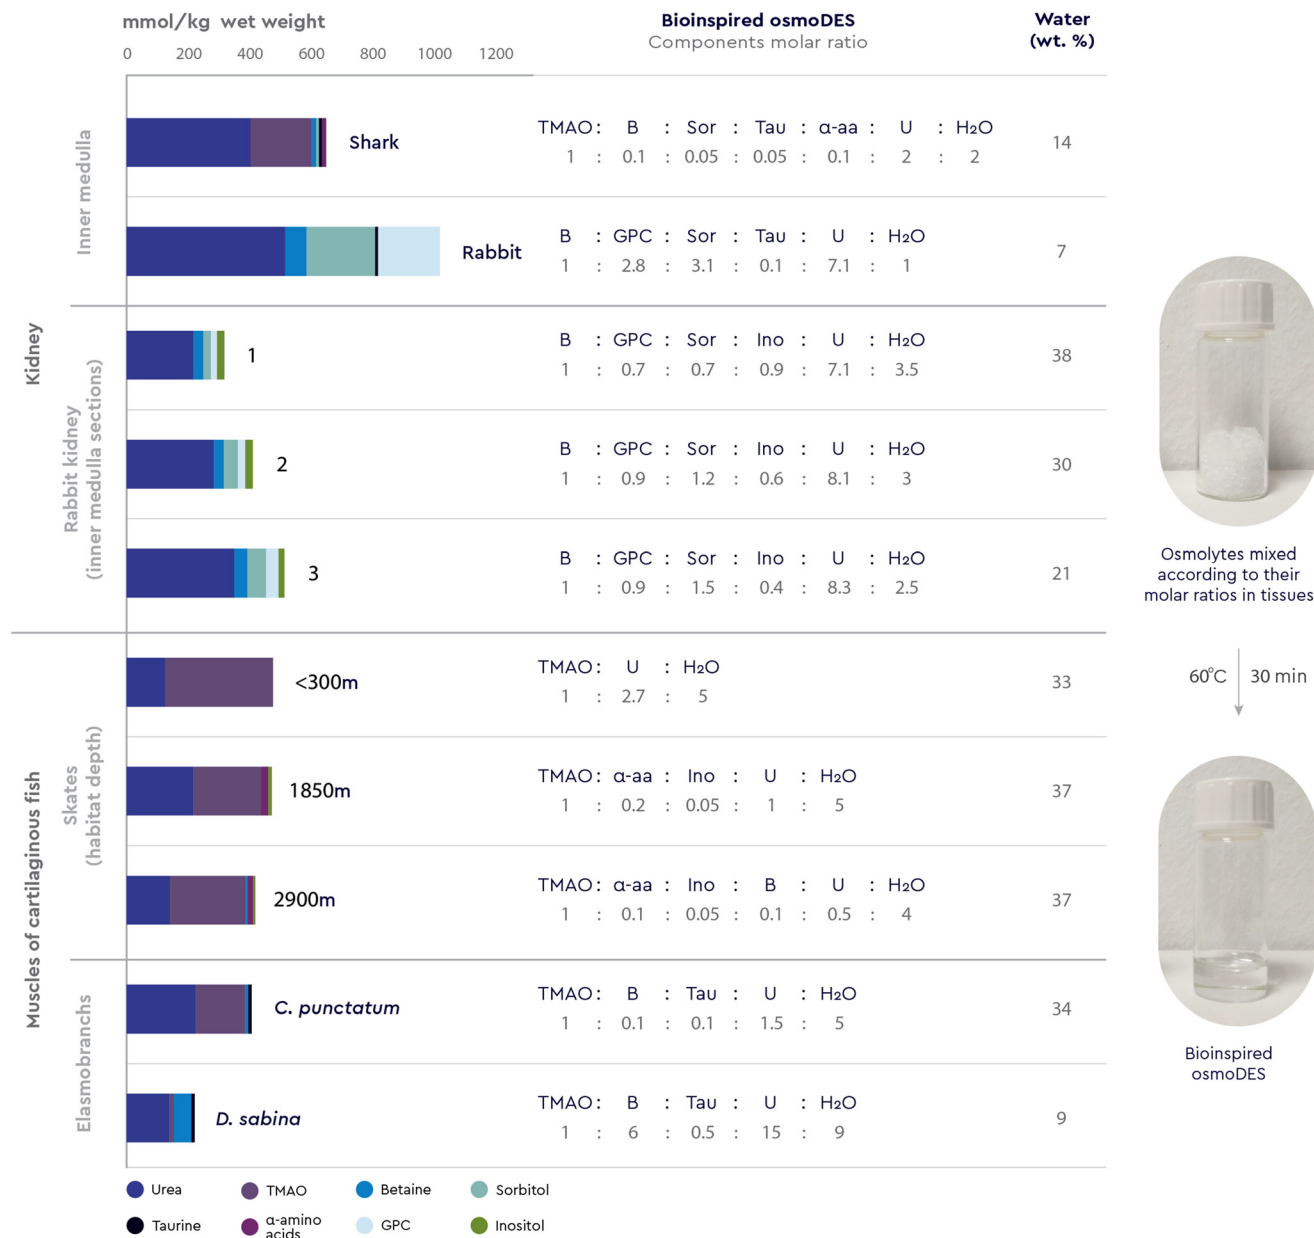 mmol/kg wet weight
0 200 400 600 800 1000 1200
Bioinspired osmoDES
Components molar ratio
Water
(wt. %)
Kidney
Inner medulla
Shark
TMAO : B : Sor : Tau : α-aa : U : H₂O
1 : 0.1 : 0.05 : 0.05 : 0.1 : 2 : 2
14
Rabbit
B : GPC : Sor : Tau : U : H₂O
1 : 2.8 : 3.1 : 0.1 : 7.1 : 1
7
Rabbit kidney
(inner medulla sections)
1
B : GPC : Sor : Ino : U : H₂O
1 : 0.7 : 0.7 : 0.9 : 7.1 : 3.5
38
2
B : GPC : Sor : Ino : U : H₂O
1 : 0.9 : 1.2 : 0.6 : 8.1 : 3
30
3
B : GPC : Sor : Ino : U : H₂O
1 : 0.9 : 1.5 : 0.4 : 8.3 : 2.5
21
Muscles of cartilaginous fish
Skates
(habitat depth)
<300m
TMAO : U : H₂O
1 : 2.7 : 5
33
1850m
TMAO : α-aa : Ino : U : H₂O
1 : 0.2 : 0.05 : 1 : 5
37
2900m
TMAO : α-aa : Ino : B : U : H₂O
1 : 0.1 : 0.05 : 0.1 : 0.5 : 4
37
Elasmobranchs
C. punctatum
TMAO : B : Tau : U : H₂O
1 : 0.1 : 0.1 : 1.5 : 5
34
D. sabina
TMAO : B : Tau : U : H₂O
1 : 6 : 0.5 : 15 : 9
9
Urea
TMAO
Betaine
Sorbitol
Taurine
α-amino
acids
GPC
Inositol
Osmolytes mixed
according to their
molar ratios in tissues
60°C 30 min
Bioinspired
osmoDES